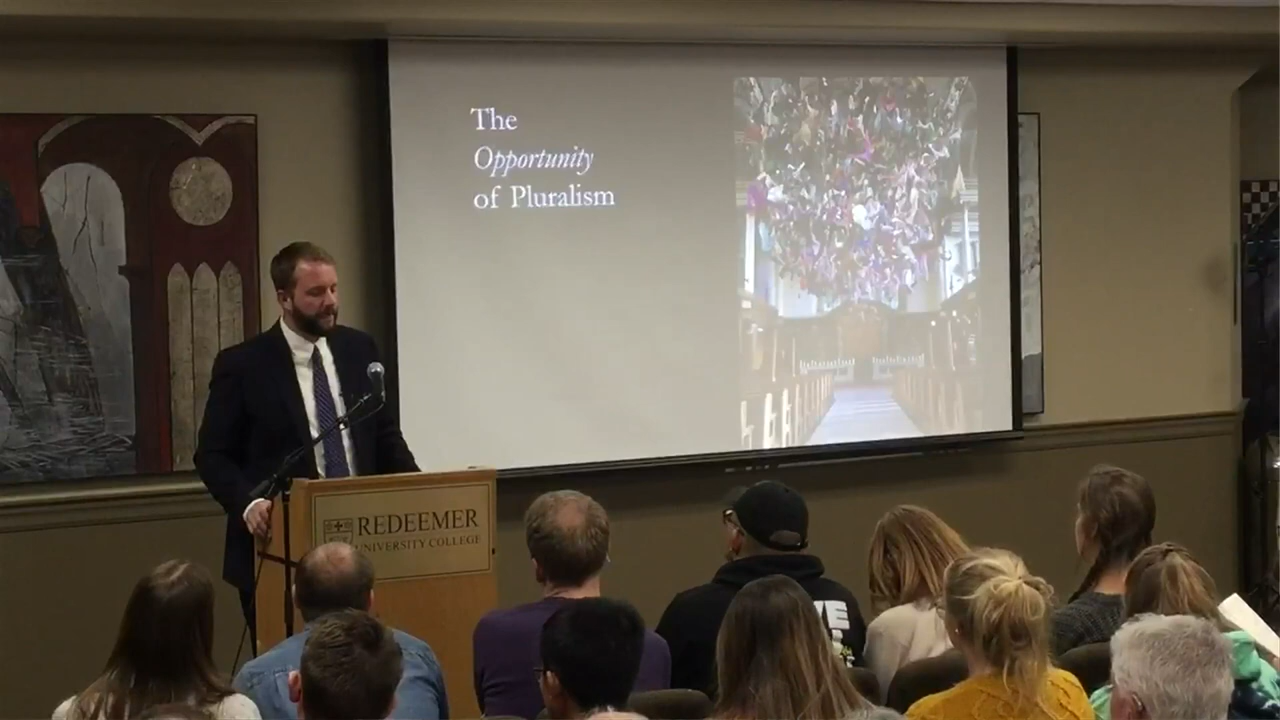 The
Opportunity
of Pluralism
REDEEMER
UNIVERSITY COLLEGE